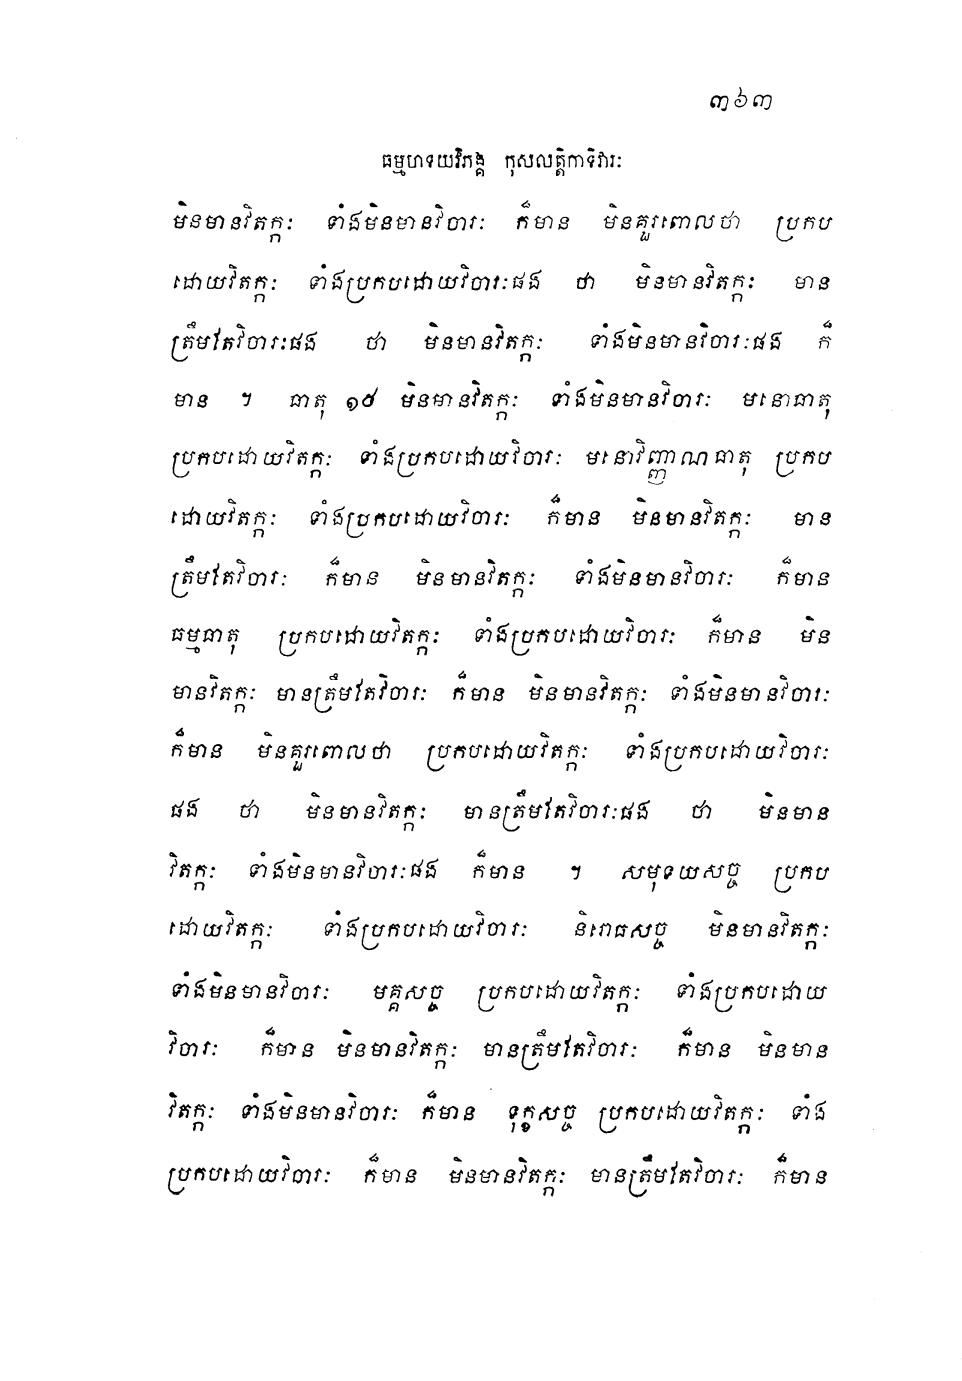 ៣៦៣
ធម្មហទយវិភង្គ កុសលត្តិកាទិវារៈ
មិនមានវិតក្កៈ ទាំងមិនមានវិចារៈ ក៏មាន មិនគួរពោលថា ប្រកប
ដោយវិតក្កៈ ទាំងប្រកបដោយវិចារៈផង ថា មិនមានវិតក្កៈ មាន
ត្រឹមតែវិចារៈផង ថា មិនមានវិតក្កៈ ទាំងមិនមានវិចារៈផង ក៏
មាន ។ ធាតុ ១៥ មិនមានវិតក្កៈ ទាំងមិនមានវិចារៈ មនោធាតុ
ប្រកបដោយវិតក្កៈ ទាំងប្រកបដោយវិចារៈ មនោវិញ្ញាណធាតុ ប្រកប
ដោយវិតក្កៈ ទាំងប្រកបដោយវិចារៈ ក៏មាន មិនមានវិតក្កៈ មាន
ត្រឹមតែវិចារៈ ក៏មាន មិនមានវិតក្កៈ ទាំងមិនមានវិចារៈ ក៏មាន
ធម្មធាតុ ប្រកបដោយវិតក្កៈ ទាំងប្រកបដោយវិចារៈ ក៏មាន មិន
មានវិតក្កៈ មានត្រឹមតែវិចារៈ ក៏មាន មិនមានវិតក្កៈ ទាំងមិនមានវិចារៈ
ក៏មាន មិនគួរពោលថា ប្រកបដោយវិតក្កៈ ទាំងប្រកបដោយវិចារៈ
ផង ថា មិនមានវិតក្កៈ មានត្រឹមតែវិចារៈផង ថា មិនមាន
វិតក្កៈ ទាំងមិនមានវិចារៈផង ក៏មាន ។ សមុទយសច្ច ប្រកប
ដោយវិតក្កៈ ទាំងប្រកបដោយវិចារៈ និរោធសច្ច មិនមានវិតក្កៈ
ទាំងមិនមានវិចារៈ មគ្គសច្ច ប្រកបដោយវិតក្កៈ ទាំងប្រកបដោយ
វិចារៈ ក៏មាន មិនមានវិតក្កៈ មានត្រឹមតែវិចារៈ ក៏មាន មិនមាន
វិតក្កៈ ទាំងមិនមានវិចារៈ ក៏មាន ទុក្ខសច្ច ប្រកបដោយវិតក្កៈ ទាំង
ប្រកបដោយវិចារៈ ក៏មាន មិនមានវិតក្កៈ មានត្រឹមតែវិចារៈ ក៏មាន